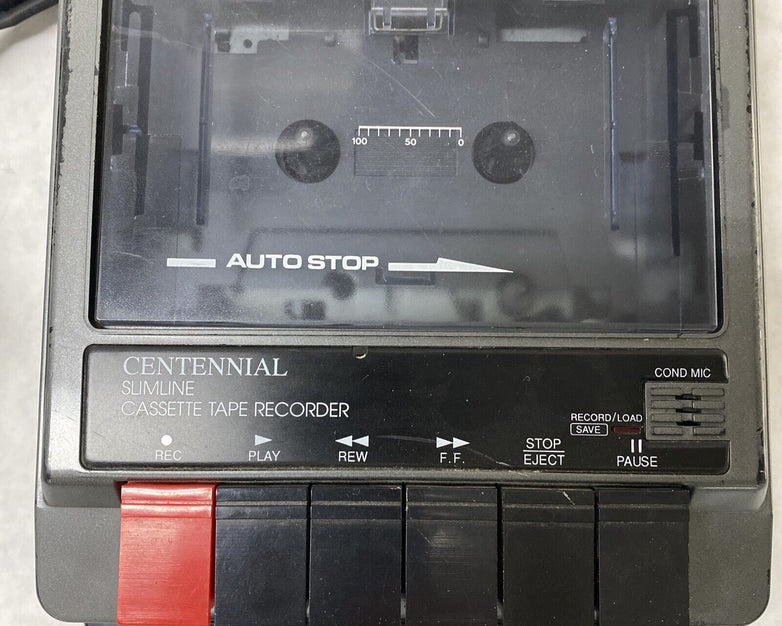 100 50 0
AUTO STOP
CENTENNIAL
SLIMLINE
CASSETTE TAPE RECORDER
COND MIC
RECORD/LOAD
SAVE
REC
PLAY
REW
F.F.
STOP
EJECT
PAUSE